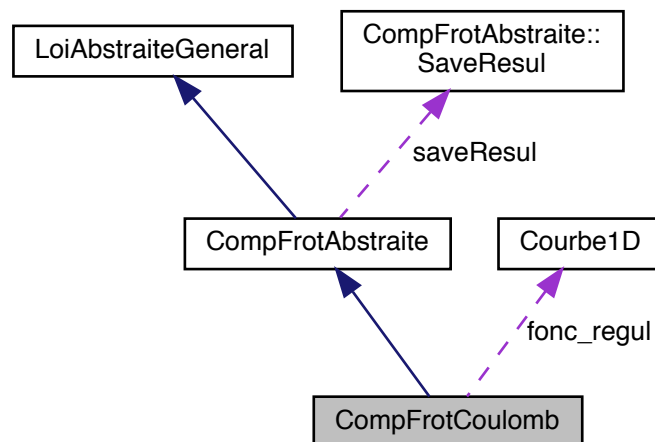 LoiAbstraiteGeneral
CompFrotAbstraite::
SaveResul
saveResul
CompFrotAbstraite
Courbe1D
fonc_regul
CompFrotCoulomb